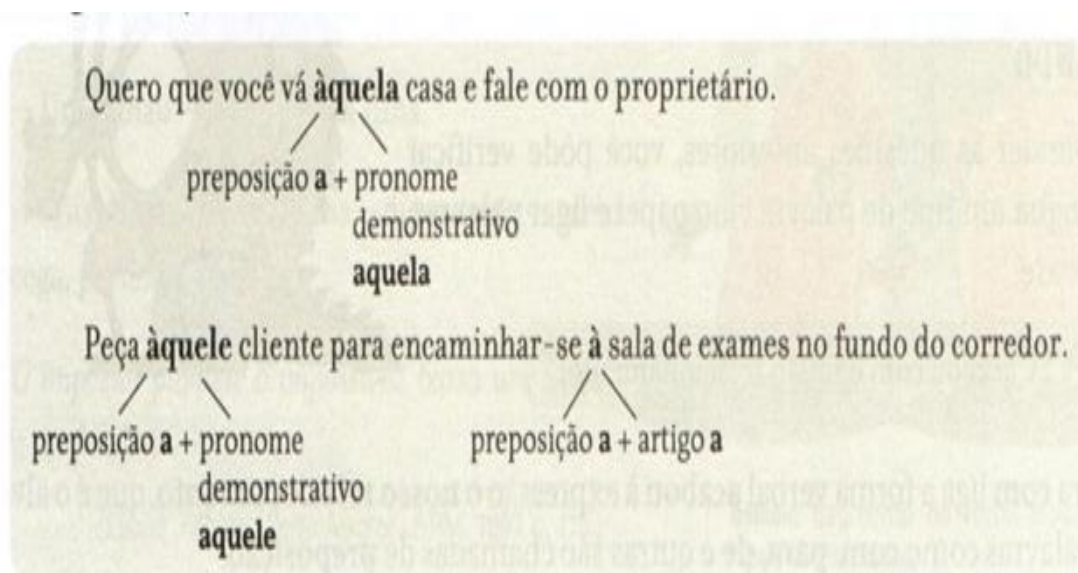 Quero que você vá àquela casa e fale com o proprietário.
preposição a + pronome
demonstrativo
aquela
Peça àquele cliente para encaminhar-se à sala de exames no fundo do corredor.
preposição a + pronome
demonstrativo
aquele
preposição a + artigo a